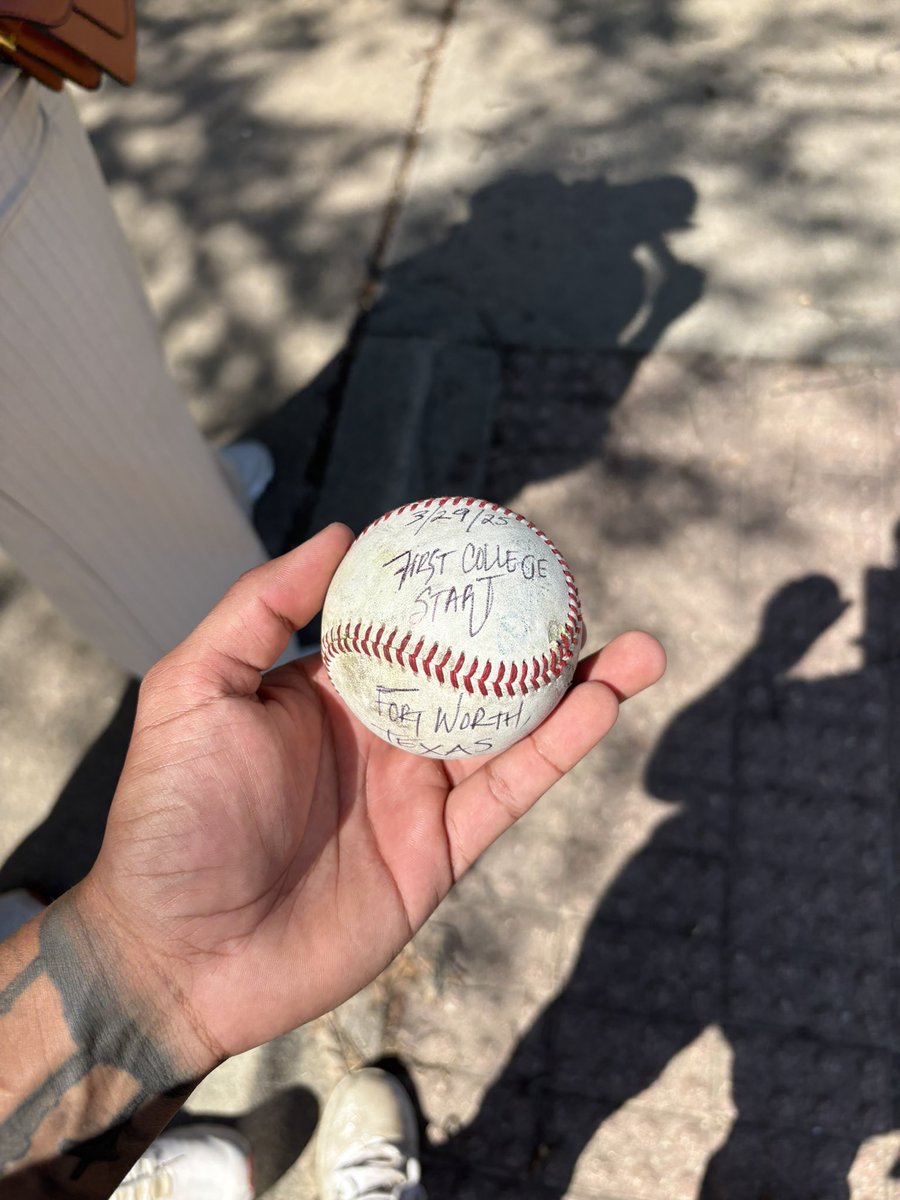 3/29/25
FIRST COLLEGE
START
FORT WORTH,
TEXAS